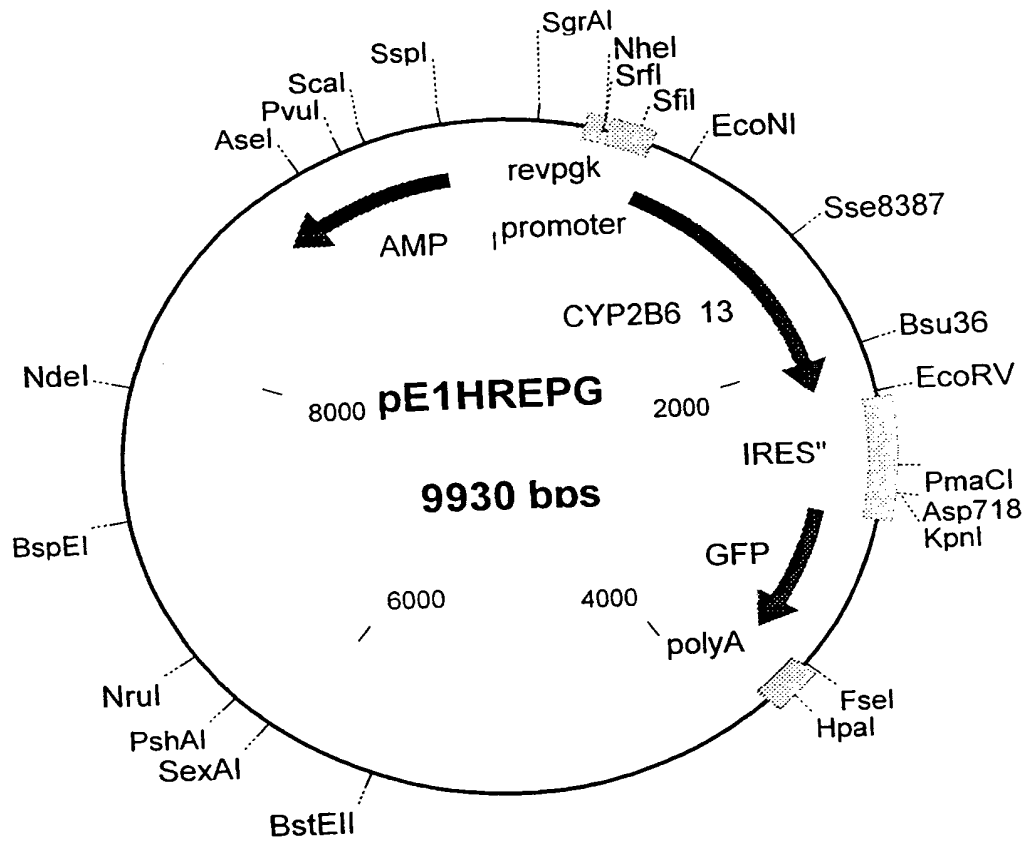 SgrAI
NheI
SrfI
SfiI
EcoNI
Sse8387
Bsu36
EcoRV
PmaCI
Asp718
KpnI
FseI
HpaI
BstEII
SexAI
PshAI
NruI
BspEI
NdeI
AseI
PvuI
ScaI
SspI
revpgk
promoter
AMP
CYP2B6 13
pE1HREPG
9930 bps
8000
2000
IRES"
GFP
6000
4000
polyA